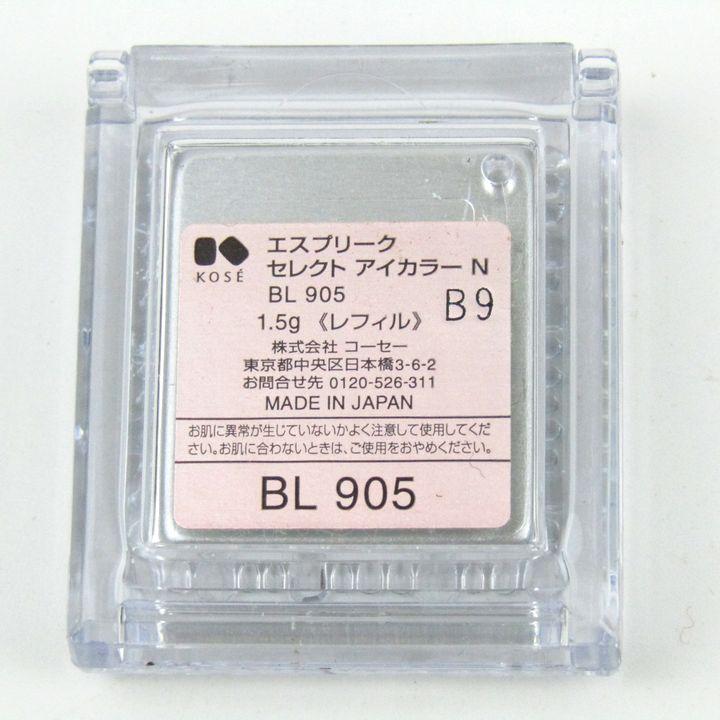 KOSÉ
エスプリーク
セレクト アイカラー N
BL 905
B9
1.5g 《レフィル》
株式会社 コーセー
東京都中央区日本橋3-6-2
お問合せ先 0120-526-311
MADE IN JAPAN
お肌に異常が生じていないかよく注意して使用してくだ
さい。お肌に合わないときは、ご使用をおやめください。
BL 905